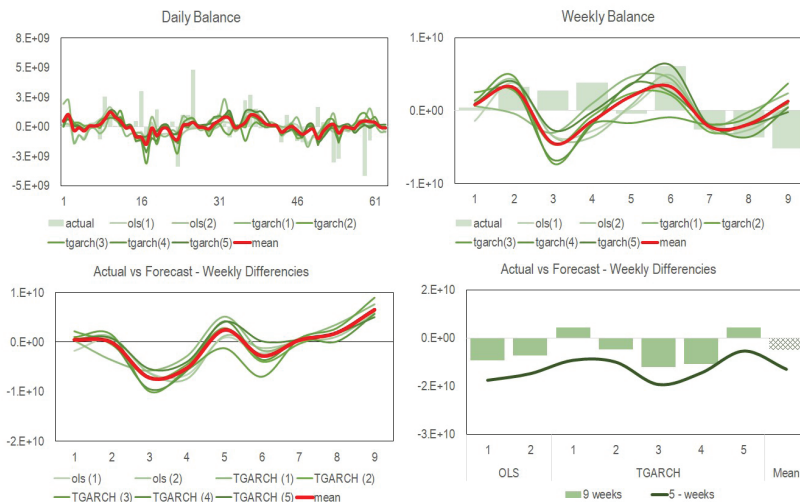 Daily Balance
8.E+09
5.E+09
3.E+09
0.E+00
-3.E+09
-5.E+09
1 16 31 46 61
actual ols(1) ols(2) tgarch(1) tgarch(2)
tgarch(3) tgarch(4) tgarch(5) mean
Weekly Balance
1.E+10
0.E+00
-1.E+10
1 2 3 4 5 6 7 8 9
actual ols(1) ols(2) tgarch(1) tgarch(2)
tgarch(3) tgarch(4) tgarch(5) mean
Actual vs Forecast - Weekly Differencies
1.E+10
0.E+00
-1.E+10
-2.E+10
1 2 3 4 5 6 7 8 9
ols (1) ols (2) TGARCH (1) TGARCH (2)
TGARCH (3) TGARCH (4) TGARCH (5) mean
Actual vs Forecast - Weekly Differencies
2.E+10
0.E+00
-2.E+10
-3.E+10
1 2 1 2 3 4 5
OLS TGARCH Mean
9 weeks 5 - weeks